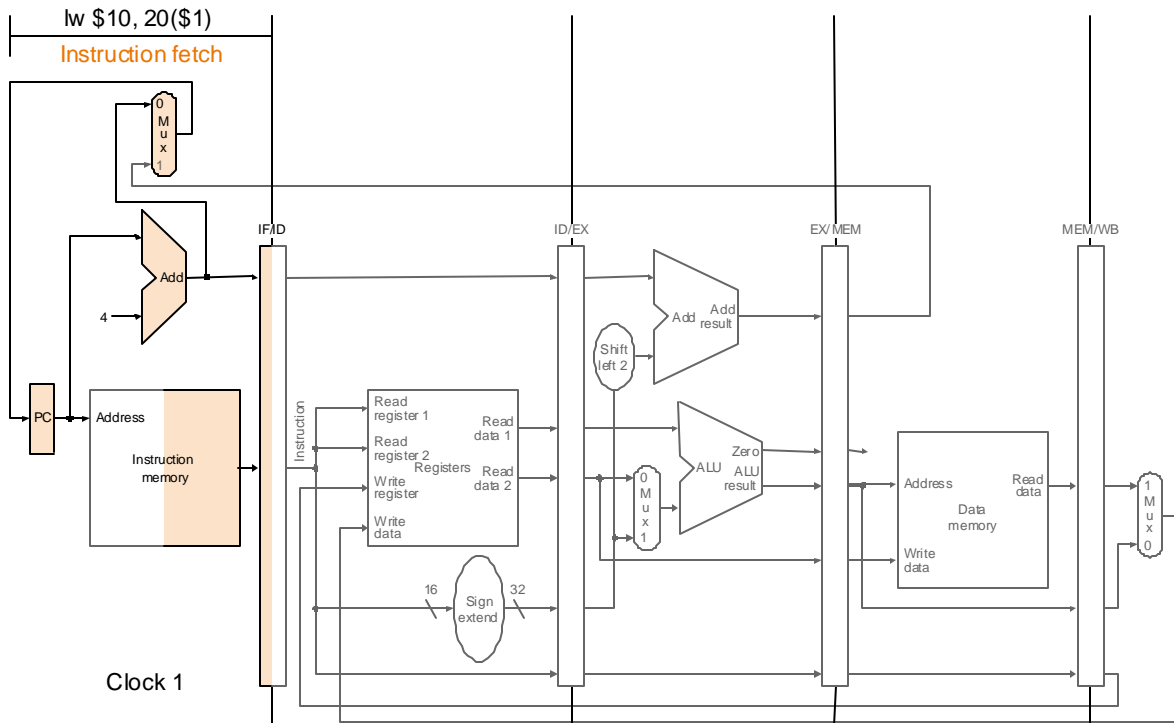 lw $10, 20($1)
Instruction fetch
0
M
u
x
1
Add
4
PC
Address
Instruction
memory
IF/ID
Instruction
Read
register 1
Read
register 2
Registers
Write
register
Write
data
Read
data 1
Read
data 2
16
Sign
extend
32
ID/EX
Shift
left 2
Add
Add
result
0
M
u
x
1
ALU
Zero
ALU
result
EX/MEM
Address
Read
data
Data
memory
Write
data
MEM/WB
1
M
u
x
0
Clock 1